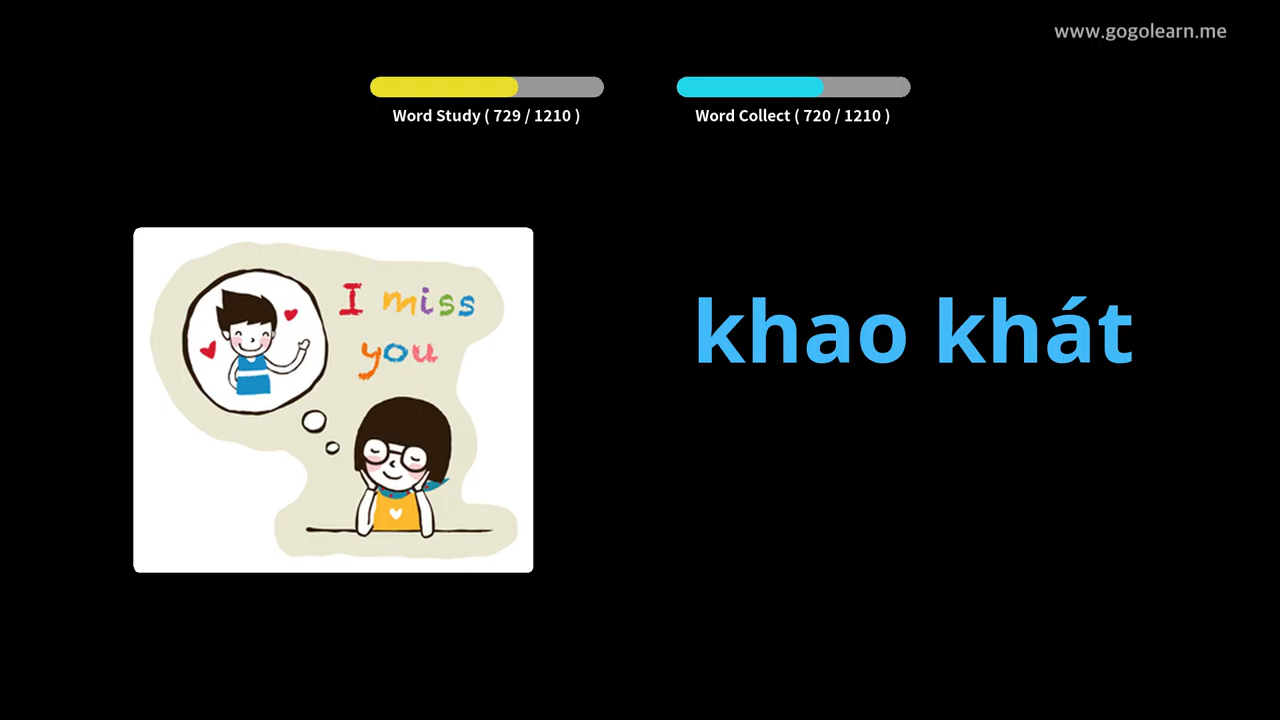 www.gogolearn.me
Word Study ( 729 / 1210 )
Word Collect ( 720 / 1210 )
I miss
you
khao khát